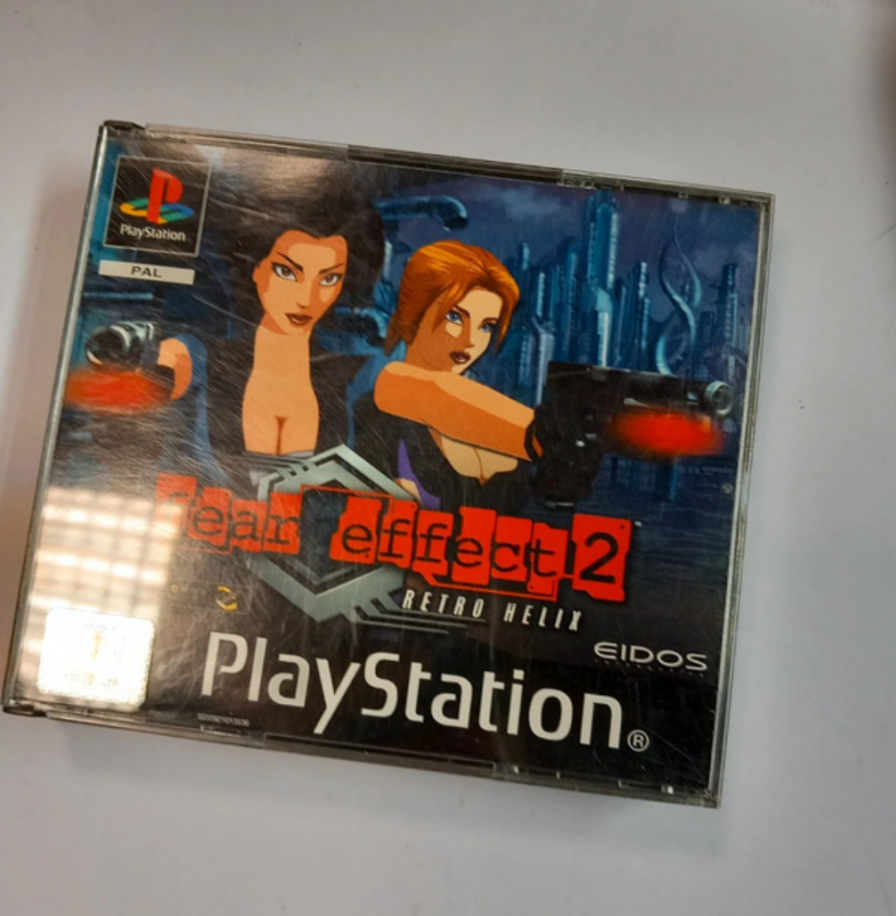 PlayStation
PAL
fear effect 2
RETRO HELIX
EIDOS
PlayStation®